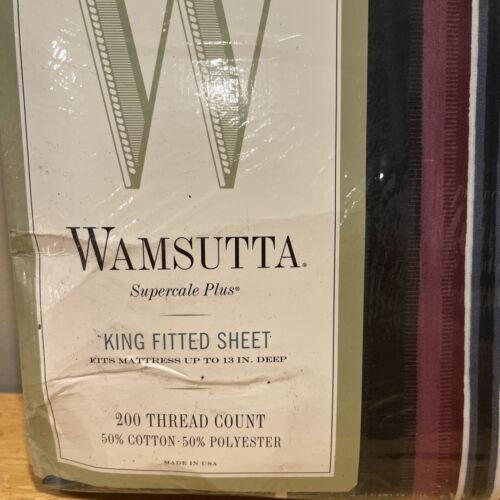 W
WAMSUTTA®
Supercale Plus®
KING FITTED SHEET
FITS MATTRESS UP TO 13 IN. DEEP
200 THREAD COUNT
50% COTTON-50% POLYESTER
MADE IN USA